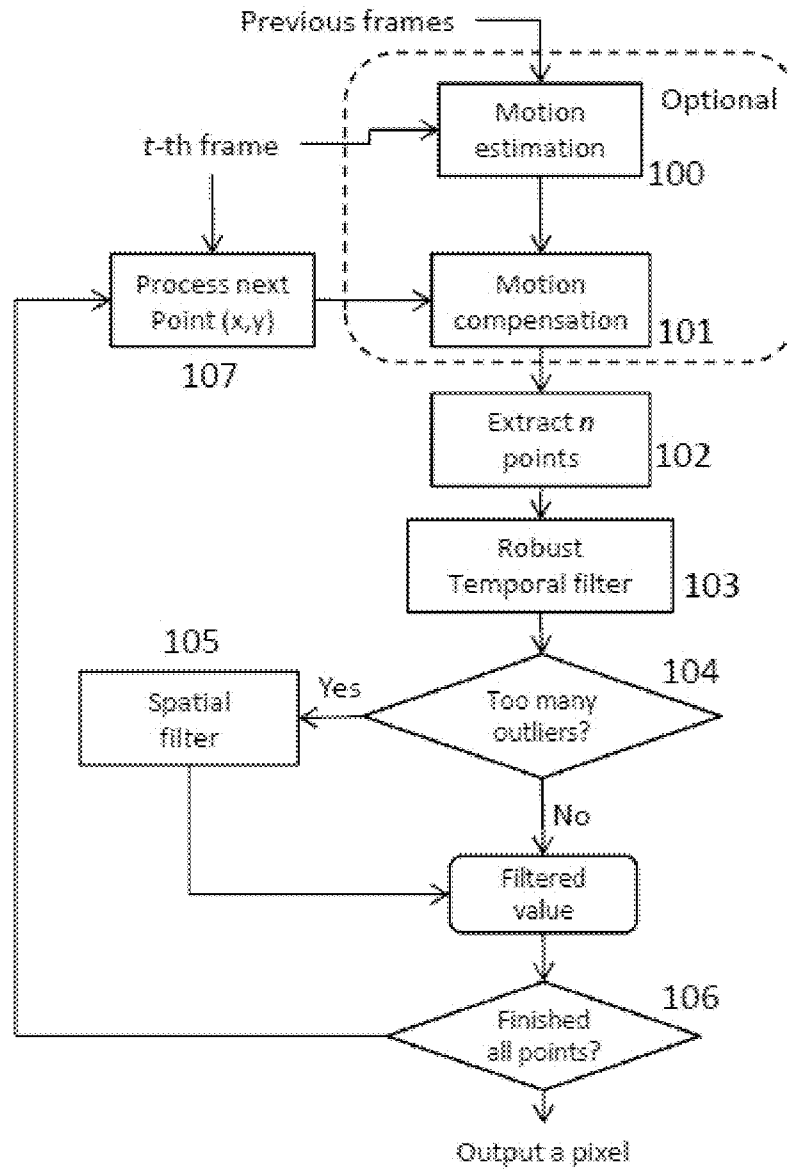 Previous frames
Optional
Motion
estimation
100
t-th frame
Process next
Point (x,y)
107
Motion
compensation
101
Extract n
points
102
Robust
Temporal filter
103
105
Spatial
filter
Yes
104
Too many
outliers?
No
Filtered
value
106
Finished
all points?
Output a pixel